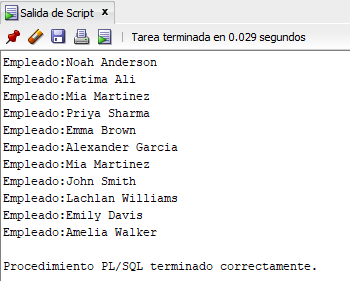 Salida de Script x
Tarea terminada en 0.029 segundos
Empleado:Noah Anderson
Empleado:Fatima Ali
Empleado:Mia Martinez
Empleado:Priya Sharma
Empleado:Emma Brown
Empleado:Alexander Garcia
Empleado:Mia Martinez
Empleado:John Smith
Empleado:Lachlan Williams
Empleado:Emily Davis
Empleado:Amelia Walker
Procedimiento PL/SQL terminado correctamente.